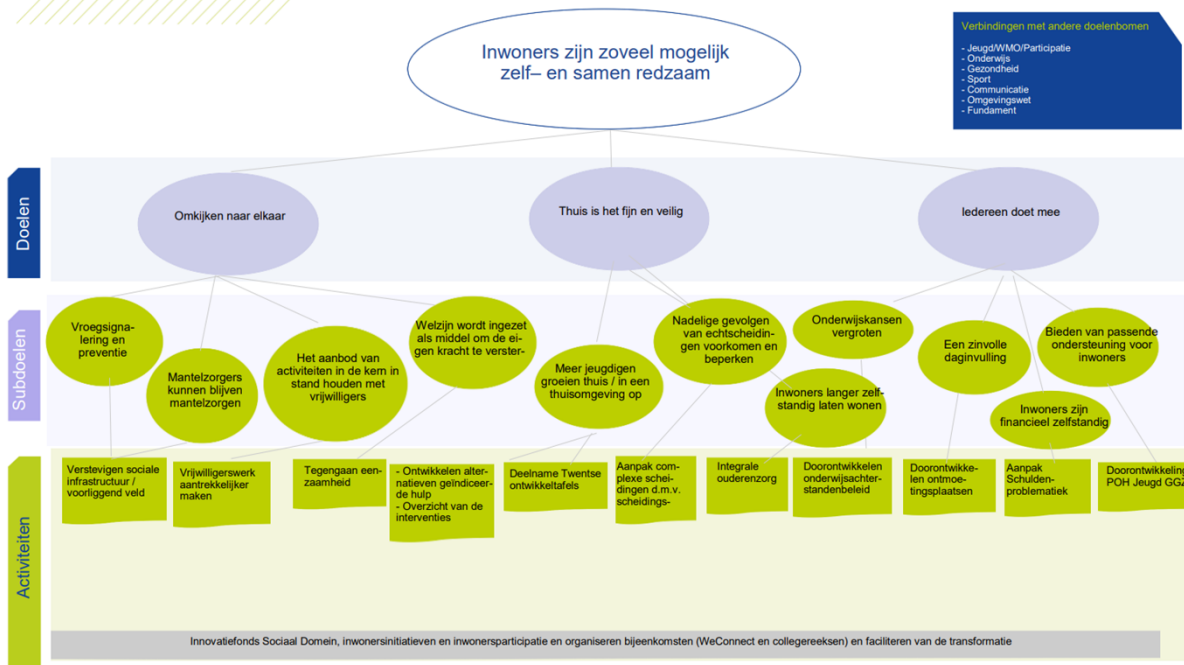 Inwoners zijn zoveel mogelijk
zelf– en samen redzaam
Verbindingen met andere doelenbomen
- Jeugd/WMO/Participatie
- Onderwijs
- Gezondheid
- Sport
- Communicatie
- Omgevingswet
- Fundament
Doelen
Omkijken naar elkaar
Thuis is het fijn en veilig
Iedereen doet mee
Subdoelen
Vroegsigna-
lering en
preventie
Mantelzorgers
kunnen blijven
mantelzorgen
Het aanbod van
activiteiten in de kern in
stand houden met
vrijwilligers
Welzijn wordt ingezet
als middel om de ei-
gen kracht te verster-
Meer jeugdigen
groeien thuis / in een
thuisomgeving op
Nadelige gevolgen
van echtscheidin-
gen voorkomen en
beperken
Inwoners langer zelf-
standig laten wonen
Onderwijskansen
vergroten
Een zinvolle
daginvulling
Inwoners zijn
financieel zelfstandig
Bieden van passende
ondersteuning voor
inwoners
Activiteiten
Verstevigen sociale
infrastructuur /
voorliggend veld
Vrijwilligerswerk
aantrekkelijker
maken
Tegengaan een-
zaamheid
- Ontwikkelen alter-
natieven geïndiceer-
de hulp
- Overzicht van de
interventies
Deelname Twentse
ontwikkeltafels
Aanpak com-
plexe schei-
dingen d.m.v.
scheidings-
Integrale
ouderenzorg
Doorontwikkelen
onderwijsachter-
standenbeleid
Doorontwikke-
len ontmoe-
tingsplaatsen
Aanpak
Schulden-
problematiek
Doorontwikkeling
POH Jeugd GGZ
Innovatiefonds Sociaal Domein, inwonersinitiatieven en inwonersparticipatie en organiseren bijeenkomsten (WeConnect en collegereeksen) en faciliteren van de transformatie